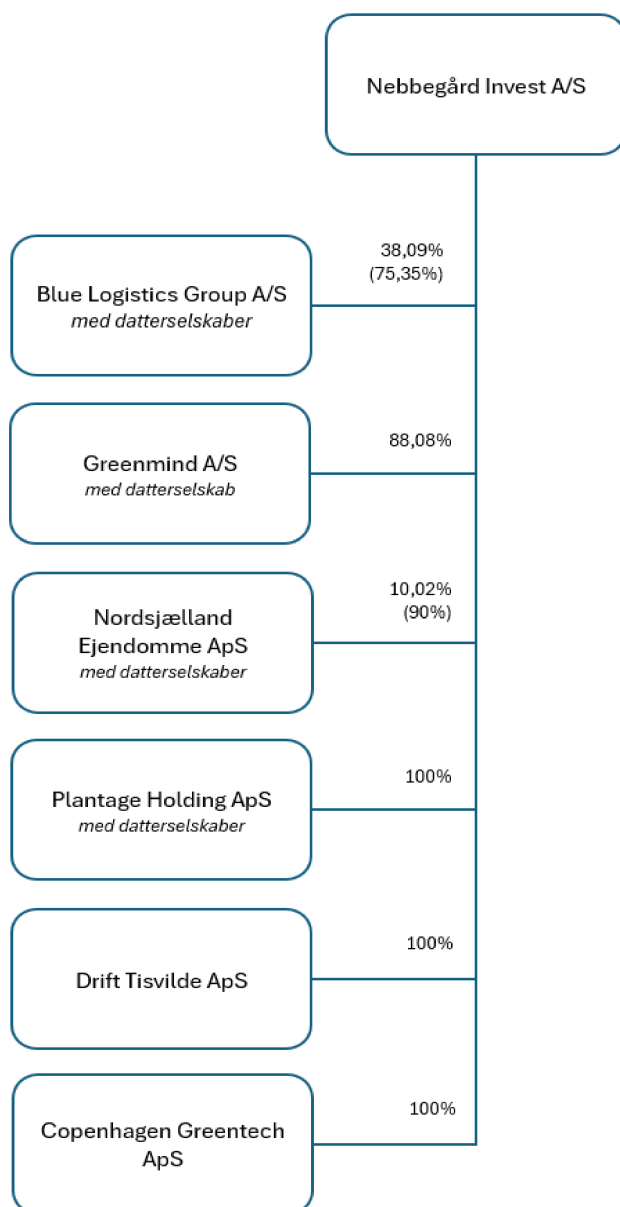 Nebbegård Invest A/S
38,09%
(75,35%)
Blue Logistics Group A/S
med datterselskaber
88,08%
Greenmind A/S
med datterselskab
10,02%
(90%)
Nordsjælland
Ejendomme ApS
med datterselskaber
100%
Plantage Holding ApS
med datterselskaber
100%
Drift Tisvilde ApS
100%
Copenhagen Greentech
ApS